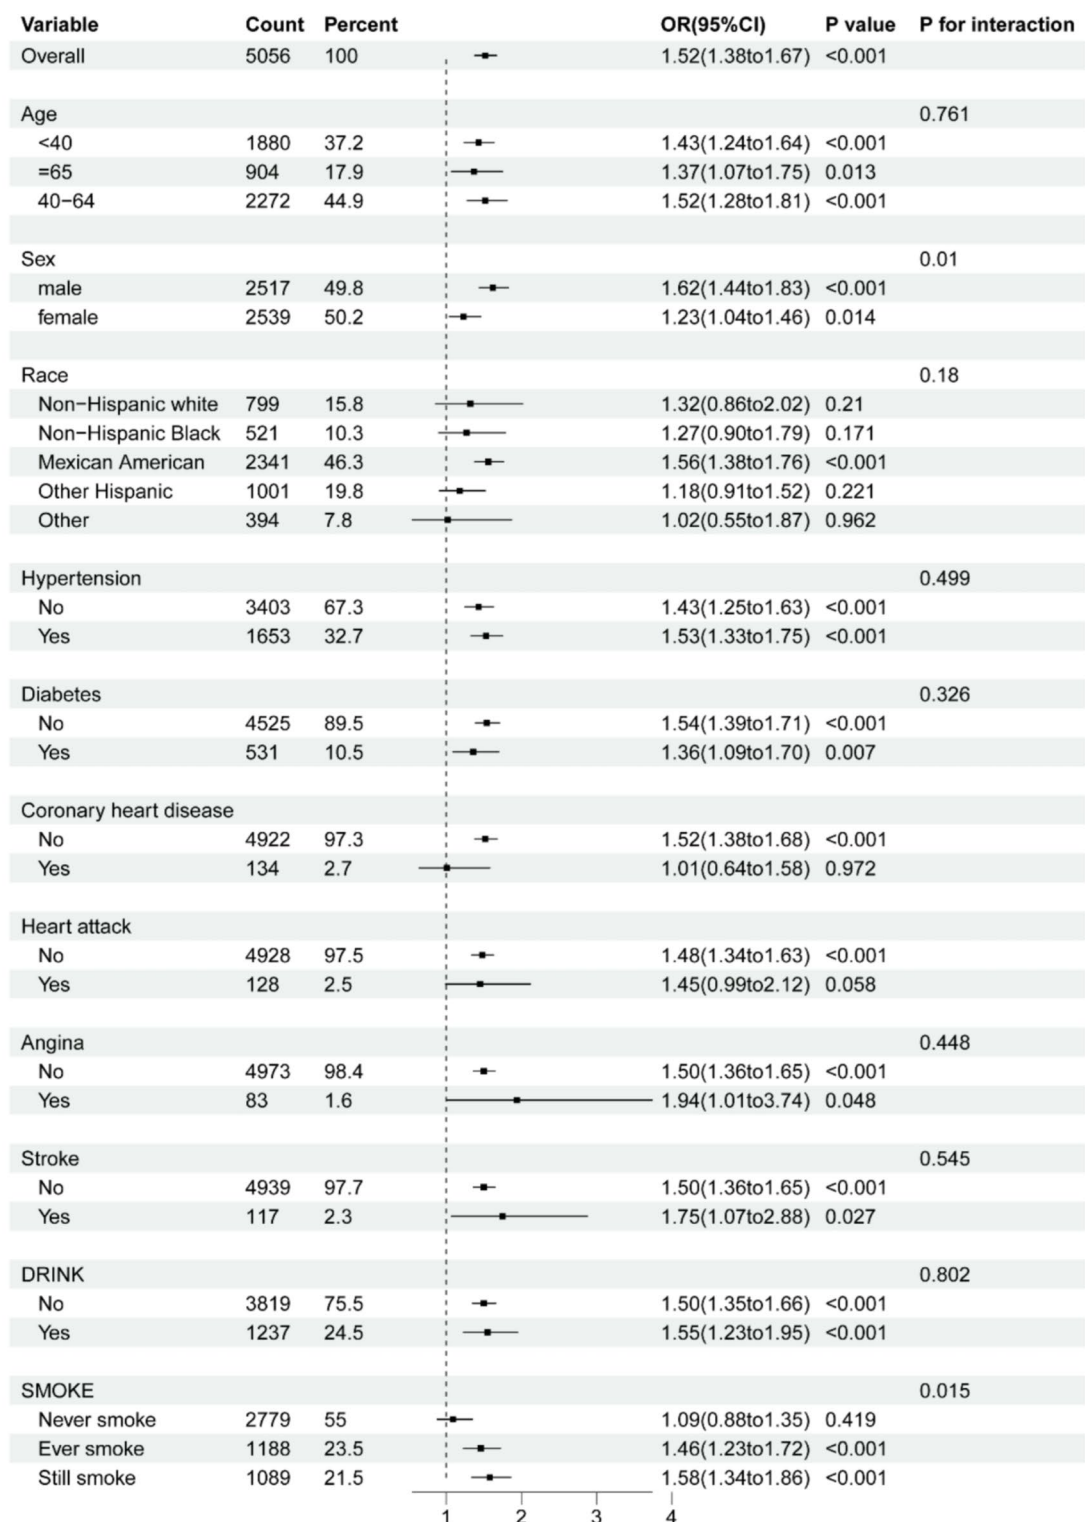 Variable Count Percent OR(95%CI) P value P for interaction
Overall 5056 100 1.52(1.38to1.67) <0.001
Age 0.761
<40 1880 37.2 1.43(1.24to1.64) <0.001
=65 904 17.9 1.37(1.07to1.75) 0.013
40−64 2272 44.9 1.52(1.28to1.81) <0.001
Sex 0.01
male 2517 49.8 1.62(1.44to1.83) <0.001
female 2539 50.2 1.23(1.04to1.46) 0.014
Race 0.18
Non−Hispanic white 799 15.8 1.32(0.86to2.02) 0.21
Non−Hispanic Black 521 10.3 1.27(0.90to1.79) 0.171
Mexican American 2341 46.3 1.56(1.38to1.76) <0.001
Other Hispanic 1001 19.8 1.18(0.91to1.52) 0.221
Other 394 7.8 1.02(0.55to1.87) 0.962
Hypertension 0.499
No 3403 67.3 1.43(1.25to1.63) <0.001
Yes 1653 32.7 1.53(1.33to1.75) <0.001
Diabetes 0.326
No 4525 89.5 1.54(1.39to1.71) <0.001
Yes 531 10.5 1.36(1.09to1.70) 0.007
Coronary heart disease
No 4922 97.3 1.52(1.38to1.68) <0.001
Yes 134 2.7 1.01(0.64to1.58) 0.972
Heart attack
No 4928 97.5 1.48(1.34to1.63) <0.001
Yes 128 2.5 1.45(0.99to2.12) 0.058
Angina 0.448
No 4973 98.4 1.50(1.36to1.65) <0.001
Yes 83 1.6 1.94(1.01to3.74) 0.048
Stroke 0.545
No 4939 97.7 1.50(1.36to1.65) <0.001
Yes 117 2.3 1.75(1.07to2.88) 0.027
DRINK 0.802
No 3819 75.5 1.50(1.35to1.66) <0.001
Yes 1237 24.5 1.55(1.23to1.95) <0.001
SMOKE 0.015
Never smoke 2779 55 1.09(0.88to1.35) 0.419
Ever smoke 1188 23.5 1.46(1.23to1.72) <0.001
Still smoke 1089 21.5 1.58(1.34to1.86) <0.001
1 2 3 4